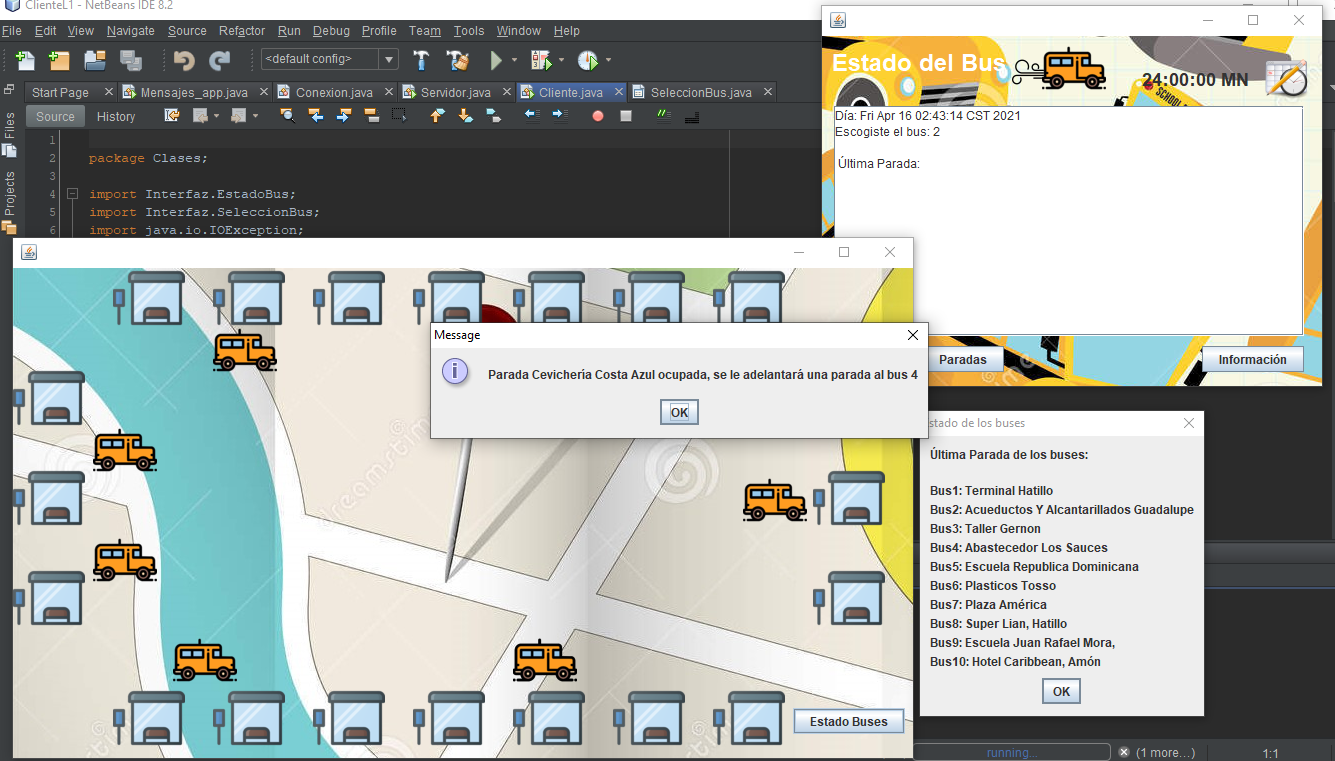 ClienteL1 - NetBeans IDE 8.2
File Edit View Navigate Source Refactor Run Debug Profile Team Tools Window Help
<default config>
Start Page Mensajes_app.java Conexion.java Servidor.java Cliente.java SeleccionBus.java
Source History
Files
Projects
1
2 package Clases;
3
4 import Interfaz.EstadoBus;
5 import Interfaz.SeleccionBus;
6 import java.io.IOException;
Estado del Bus
24:00:00 MN
SCHOOL
Día: Fri Apr 16 02:43:14 CST 2021
Escogiste el bus: 2
Última Parada:
Paradas
Información
Message
Parada Cevichería Costa Azul ocupada, se le adelantará una parada al bus 4
OK
dreamstime
Estado Buses
stado de los buses
Última Parada de los buses:
Bus1: Terminal Hatillo
Bus2: Acueductos Y Alcantarillados Guadalupe
Bus3: Taller Gernon
Bus4: Abastecedor Los Sauces
Bus5: Escuela Republica Dominicana
Bus6: Plasticos Tosso
Bus7: Plaza América
Bus8: Super Lian, Hatillo
Bus9: Escuela Juan Rafael Mora,
Bus10: Hotel Caribbean, Amón
OK
running...
(1 more...)
1:1